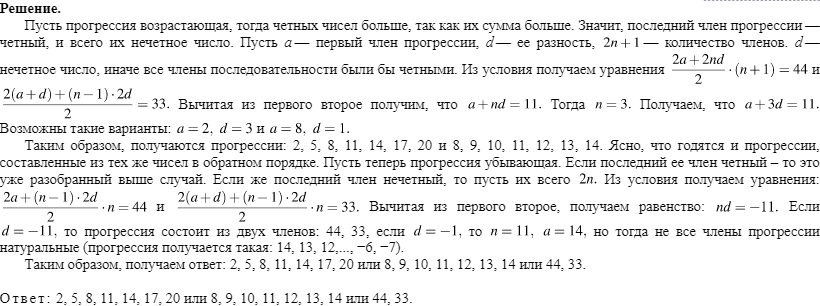 Решение.
Пусть прогрессия возрастающая, тогда четных чисел больше, так как их сумма больше. Значит, последний член прогрессии —
четный, и всего их нечетное число. Пусть a — первый член прогрессии, d — ее разность, 2n + 1 — количество членов. d —
нечетное число, иначе все члены последовательности были бы четными. Из условия получаем уравнения (2a + 2nd)/2 · (n + 1) = 44 и
(2(a + d) + (n − 1) · 2d)/2 = 33. Вычитая из первого второе получим, что a + nd = 11. Тогда n = 3. Получаем, что a + 3d = 11.
Возможны такие варианты: a = 2, d = 3 и a = 8, d = 1.
Таким образом, получаются прогрессии: 2, 5, 8, 11, 14, 17, 20 и 8, 9, 10, 11, 12, 13, 14. Ясно, что годятся и прогрессии,
составленные из тех же чисел в обратном порядке. Пусть теперь прогрессия убывающая. Если последний ее член четный – то это
уже разобранный выше случай. Если же последний член нечетный, то пусть их всего 2n. Из условия получаем уравнения:
(2a + (n − 1) · 2d)/2 · n = 44 и (2(a + d) + (n − 1) · 2d)/2 · n = 33. Вычитая из первого второе, получаем равенство: nd = −11. Если
d = −11, то прогрессия состоит из двух членов: 44, 33, если d = −1, то n = 11, a = 14, но тогда не все члены прогрессии
натуральные (прогрессия получается такая: 14, 13, 12,..., −6, −7).
Таким образом, получаем ответ: 2, 5, 8, 11, 14, 17, 20 или 8, 9, 10, 11, 12, 13, 14 или 44, 33.
Ответ: 2, 5, 8, 11, 14, 17, 20 или 8, 9, 10, 11, 12, 13, 14 или 44, 33.